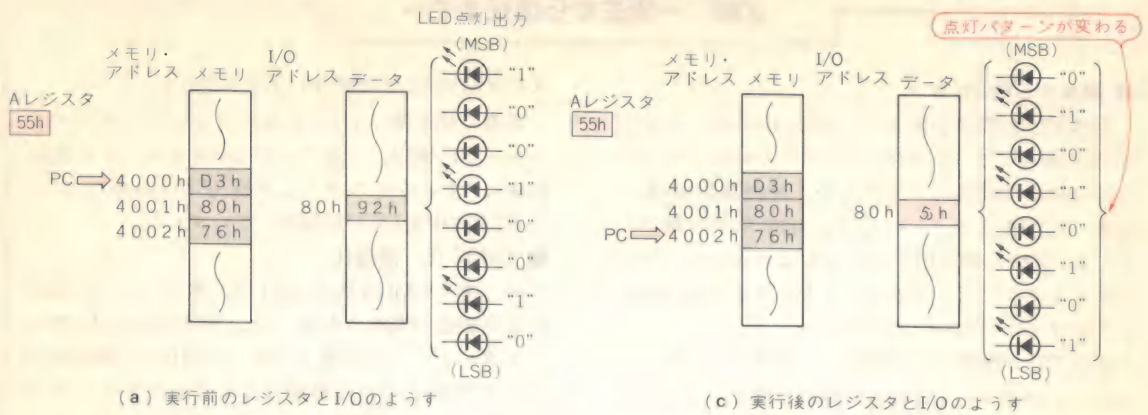 LED点灯出力
メモリ・
アドレス メモリ
I/O
アドレス データ
(MSB)
Aレジスタ
55h
PC
4000h D3h
4001h 80h
4002h 76h
80h 92h
"1"
"0"
"0"
"1"
"0"
"0"
"1"
"0"
(LSB)
(a) 実行前のレジスタとI/Oのようす
点灯パターンが変わる
メモリ・
アドレス メモリ
I/O
アドレス データ
(MSB)
Aレジスタ
55h
4000h D3h
4001h 80h
PC
4002h 76h
80h
"0"
"1"
"0"
"1"
"0"
"1"
"0"
"1"
(LSB)
(c) 実行後のレジスタとI/Oのようす